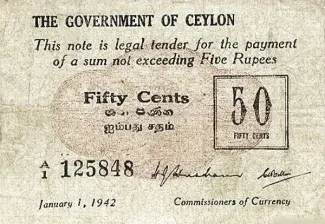 THE GOVERNMENT OF CEYLON
This note is legal tender for the payment
of a sum not exceeding Five Rupees
Fifty Cents
ஐம்பது சதம்
50
FIFTY CENTS
A/1 125848
January 1, 1942
Commissioners of Currency